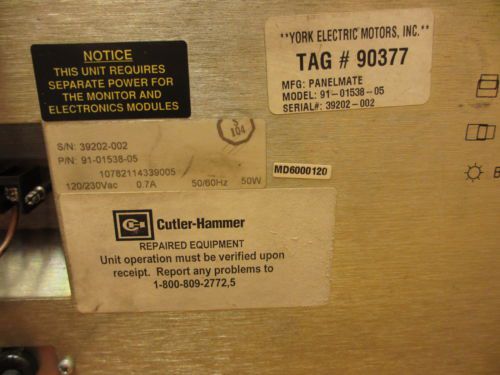 NOTICE
THIS UNIT REQUIRES
SEPARATE POWER FOR
THE MONITOR AND
ELECTRONICS MODULES
**YORK ELECTRIC MOTORS, INC.**
TAG # 90377
MFG: PANELMATE
MODEL: 91-01538-05
SERIAL#: 39202-002
S/N: 39202-002
P/N: 91-01538-05
10782114339005
120/230Vac 0.7A 50/60Hz 50W
S
104
MD6000120
Cutler-Hammer
REPAIRED EQUIPMENT
Unit operation must be verified upon
receipt. Report any problems to
1-800-809-2772,5
B